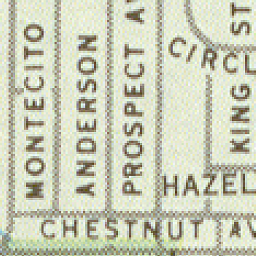 MONTECITO
ANDERSON
PROSPECT AV
ST
CIRCL
KING
HAZEL
CHESTNUT AV